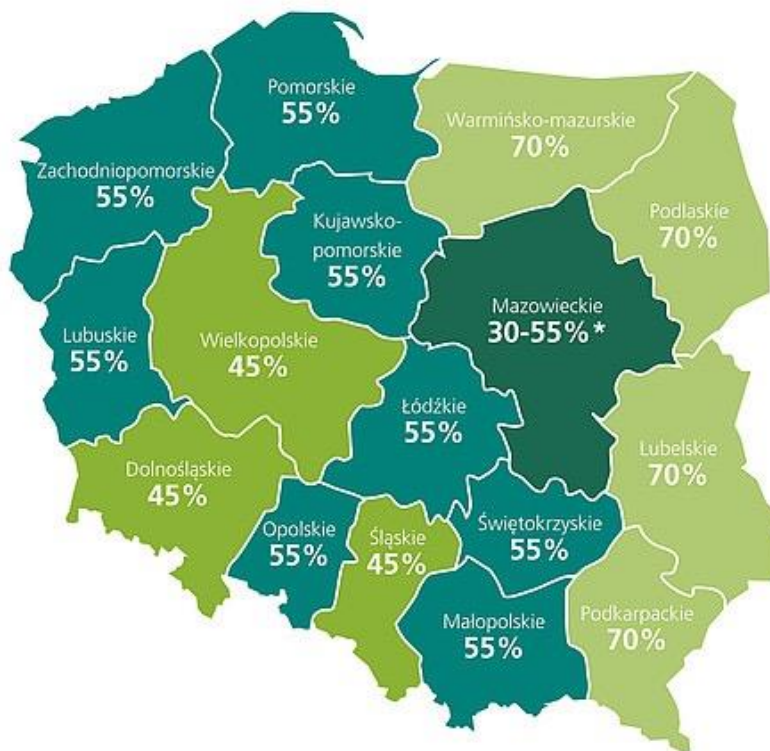 Pomorskie
55%
Warmińsko-mazurskie
70%
Zachodniopomorskie
55%
Podlaskie
70%
Kujawsko-
pomorskie
55%
Mazowieckie
30-55%*
Lubuskie
55%
Wielkopolskie
45%
Łódźkie
55%
Lubelskie
70%
Dolnośląskie
45%
Opolskie
55%
Śląskie
45%
Świętokrzyskie
55%
Małopolskie
55%
Podkarpackie
70%